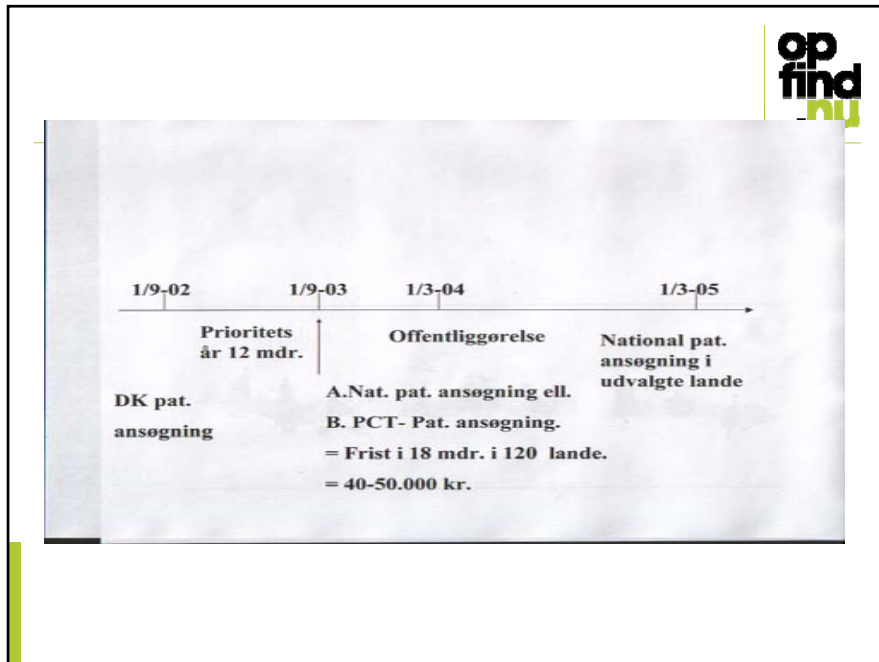 op
find
.nu
1/9-02 1/9-03 1/3-04 1/3-05
Prioritets
år 12 mdr.
Offentliggørelse
National pat.
ansøgning i
udvalgte lande
DK pat.
ansøgning
A.Nat. pat. ansøgning ell.
B. PCT- Pat. ansøgning.
= Frist i 18 mdr. i 120 lande.
= 40-50.000 kr.